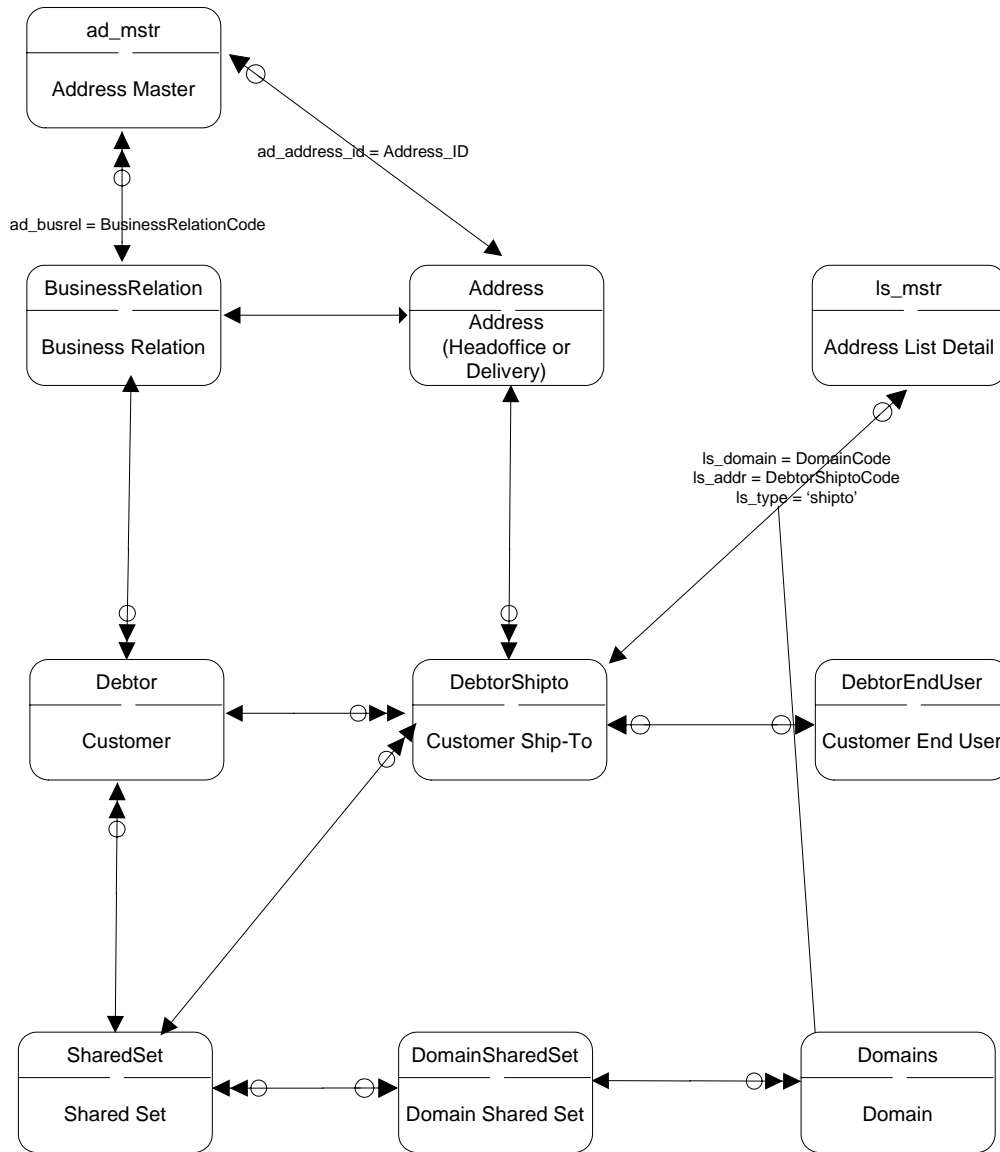 ad_mstr
Address Master
ad_address_id = Address_ID
ad_busrel = BusinessRelationCode
BusinessRelation
Business Relation
Address
Address
(Headoffice or
Delivery)
ls_mstr
Address List Detail
ls_domain = DomainCode
ls_addr = DebtorShiptoCode
ls_type = ‘shipto’
Debtor
Customer
DebtorShipto
Customer Ship-To
DebtorEndUser
Customer End User
SharedSet
Shared Set
DomainSharedSet
Domain Shared Set
Domains
Domain